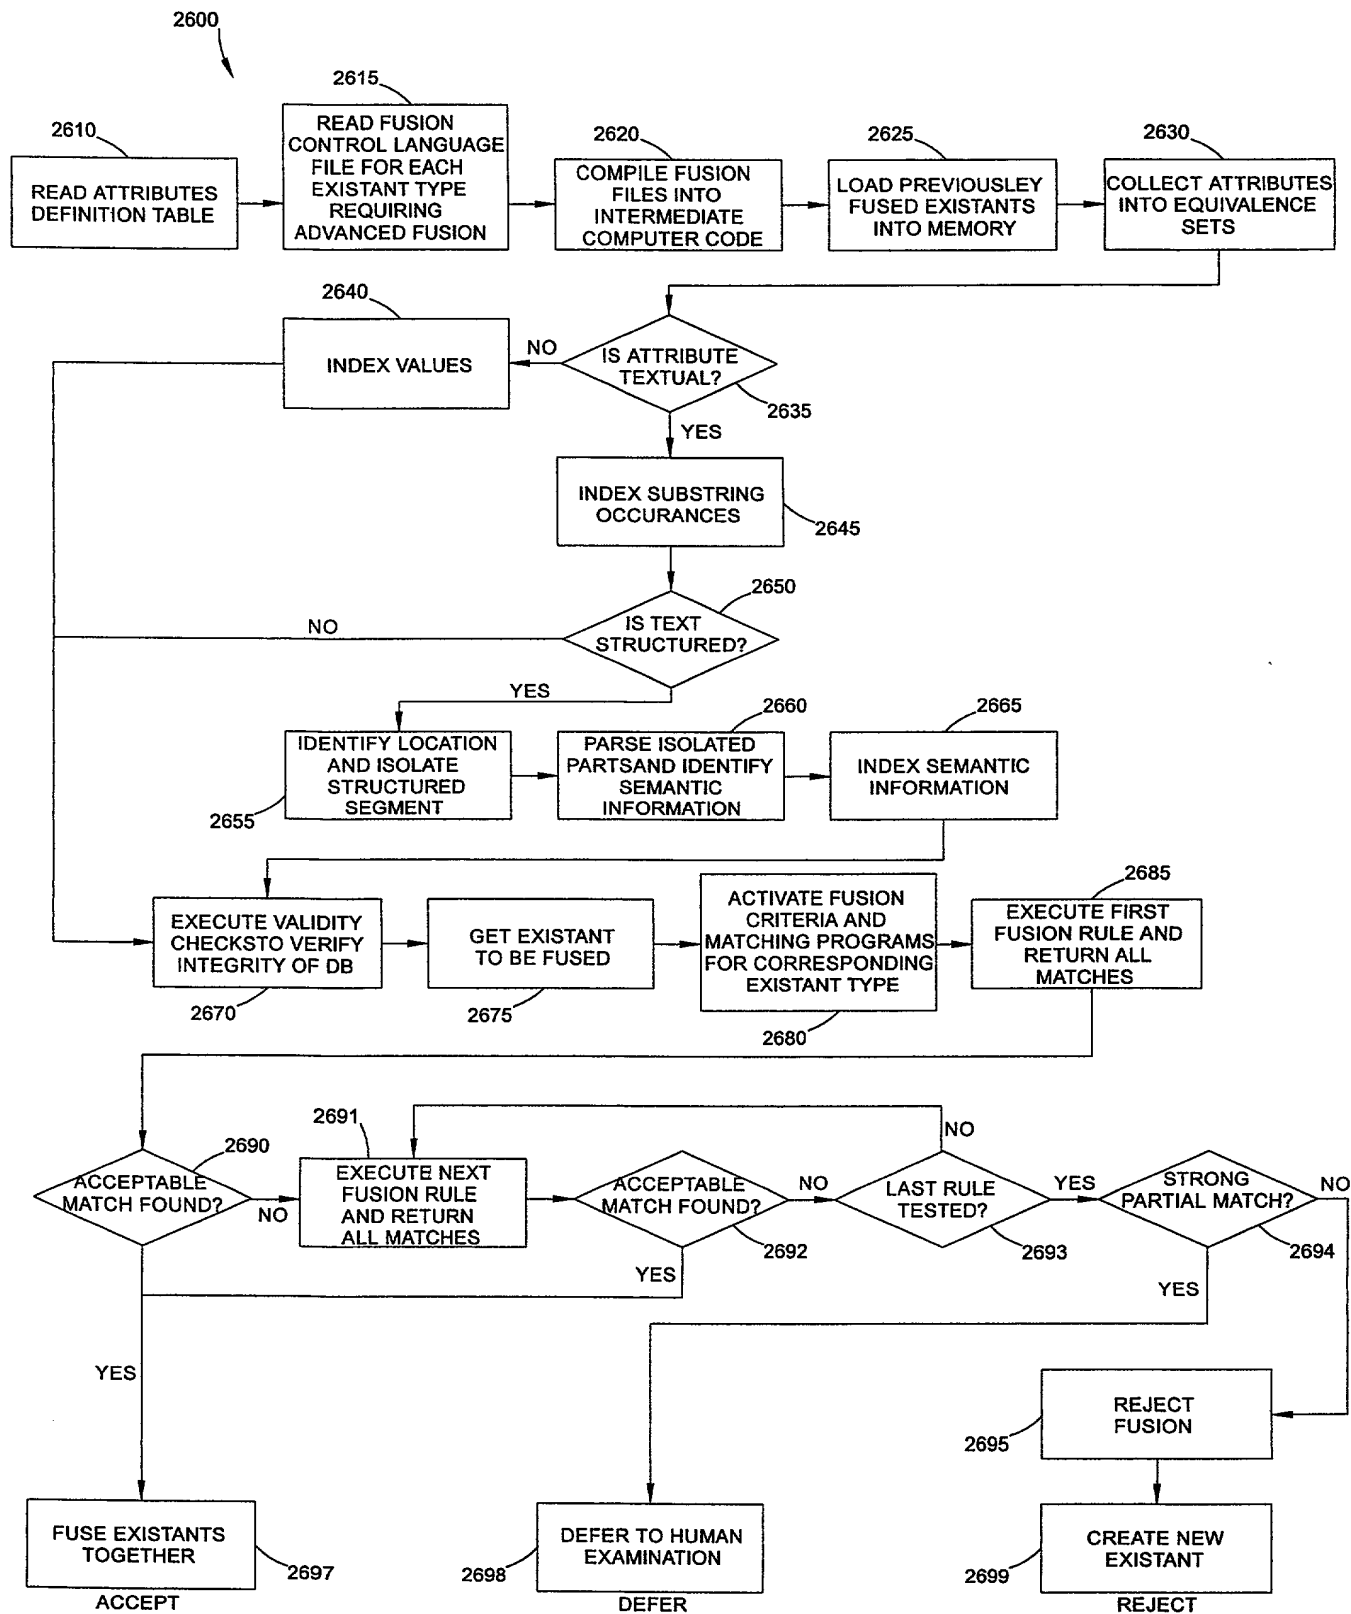 2600
2610
READ ATTRIBUTES
DEFINITION TABLE
2615
READ FUSION
CONTROL LANGUAGE
FILE FOR EACH
EXISTANT TYPE
REQUIRING
ADVANCED FUSION
2620
COMPILE FUSION
FILES INTO
INTERMEDIATE
COMPUTER CODE
2625
LOAD PREVIOUSLEY
FUSED EXISTANTS
INTO MEMORY
2630
COLLECT ATTRIBUTES
INTO EQUIVALENCE
SETS
2640
INDEX VALUES
NO
IS ATTRIBUTE
TEXTUAL?
2635
YES
INDEX SUBSTRING
OCCURANCES
2645
2650
IS TEXT
STRUCTURED?
NO
YES
IDENTIFY LOCATION
AND ISOLATE
STRUCTURED
SEGMENT
2655
2660
PARSE ISOLATED
PARTSAND IDENTIFY
SEMANTIC
INFORMATION
2665
INDEX SEMANTIC
INFORMATION
EXECUTE VALIDITY
CHECKSTO VERIFY
INTEGRITY OF DB
2670
GET EXISTANT
TO BE FUSED
2675
ACTIVATE FUSION
CRITERIA AND
MATCHING PROGRAMS
FOR CORRESPONDING
EXISTANT TYPE
2680
2685
EXECUTE FIRST
FUSION RULE AND
RETURN ALL
MATCHES
2690
ACCEPTABLE
MATCH FOUND?
NO
2691
EXECUTE NEXT
FUSION RULE
AND RETURN
ALL MATCHES
ACCEPTABLE
MATCH FOUND?
2692
NO
YES
NO
LAST RULE
TESTED?
2693
YES
STRONG
PARTIAL MATCH?
2694
NO
YES
YES
REJECT
FUSION
2695
FUSE EXISTANTS
TOGETHER
2697
ACCEPT
DEFER TO HUMAN
EXAMINATION
2698
DEFER
CREATE NEW
EXISTANT
2699
REJECT